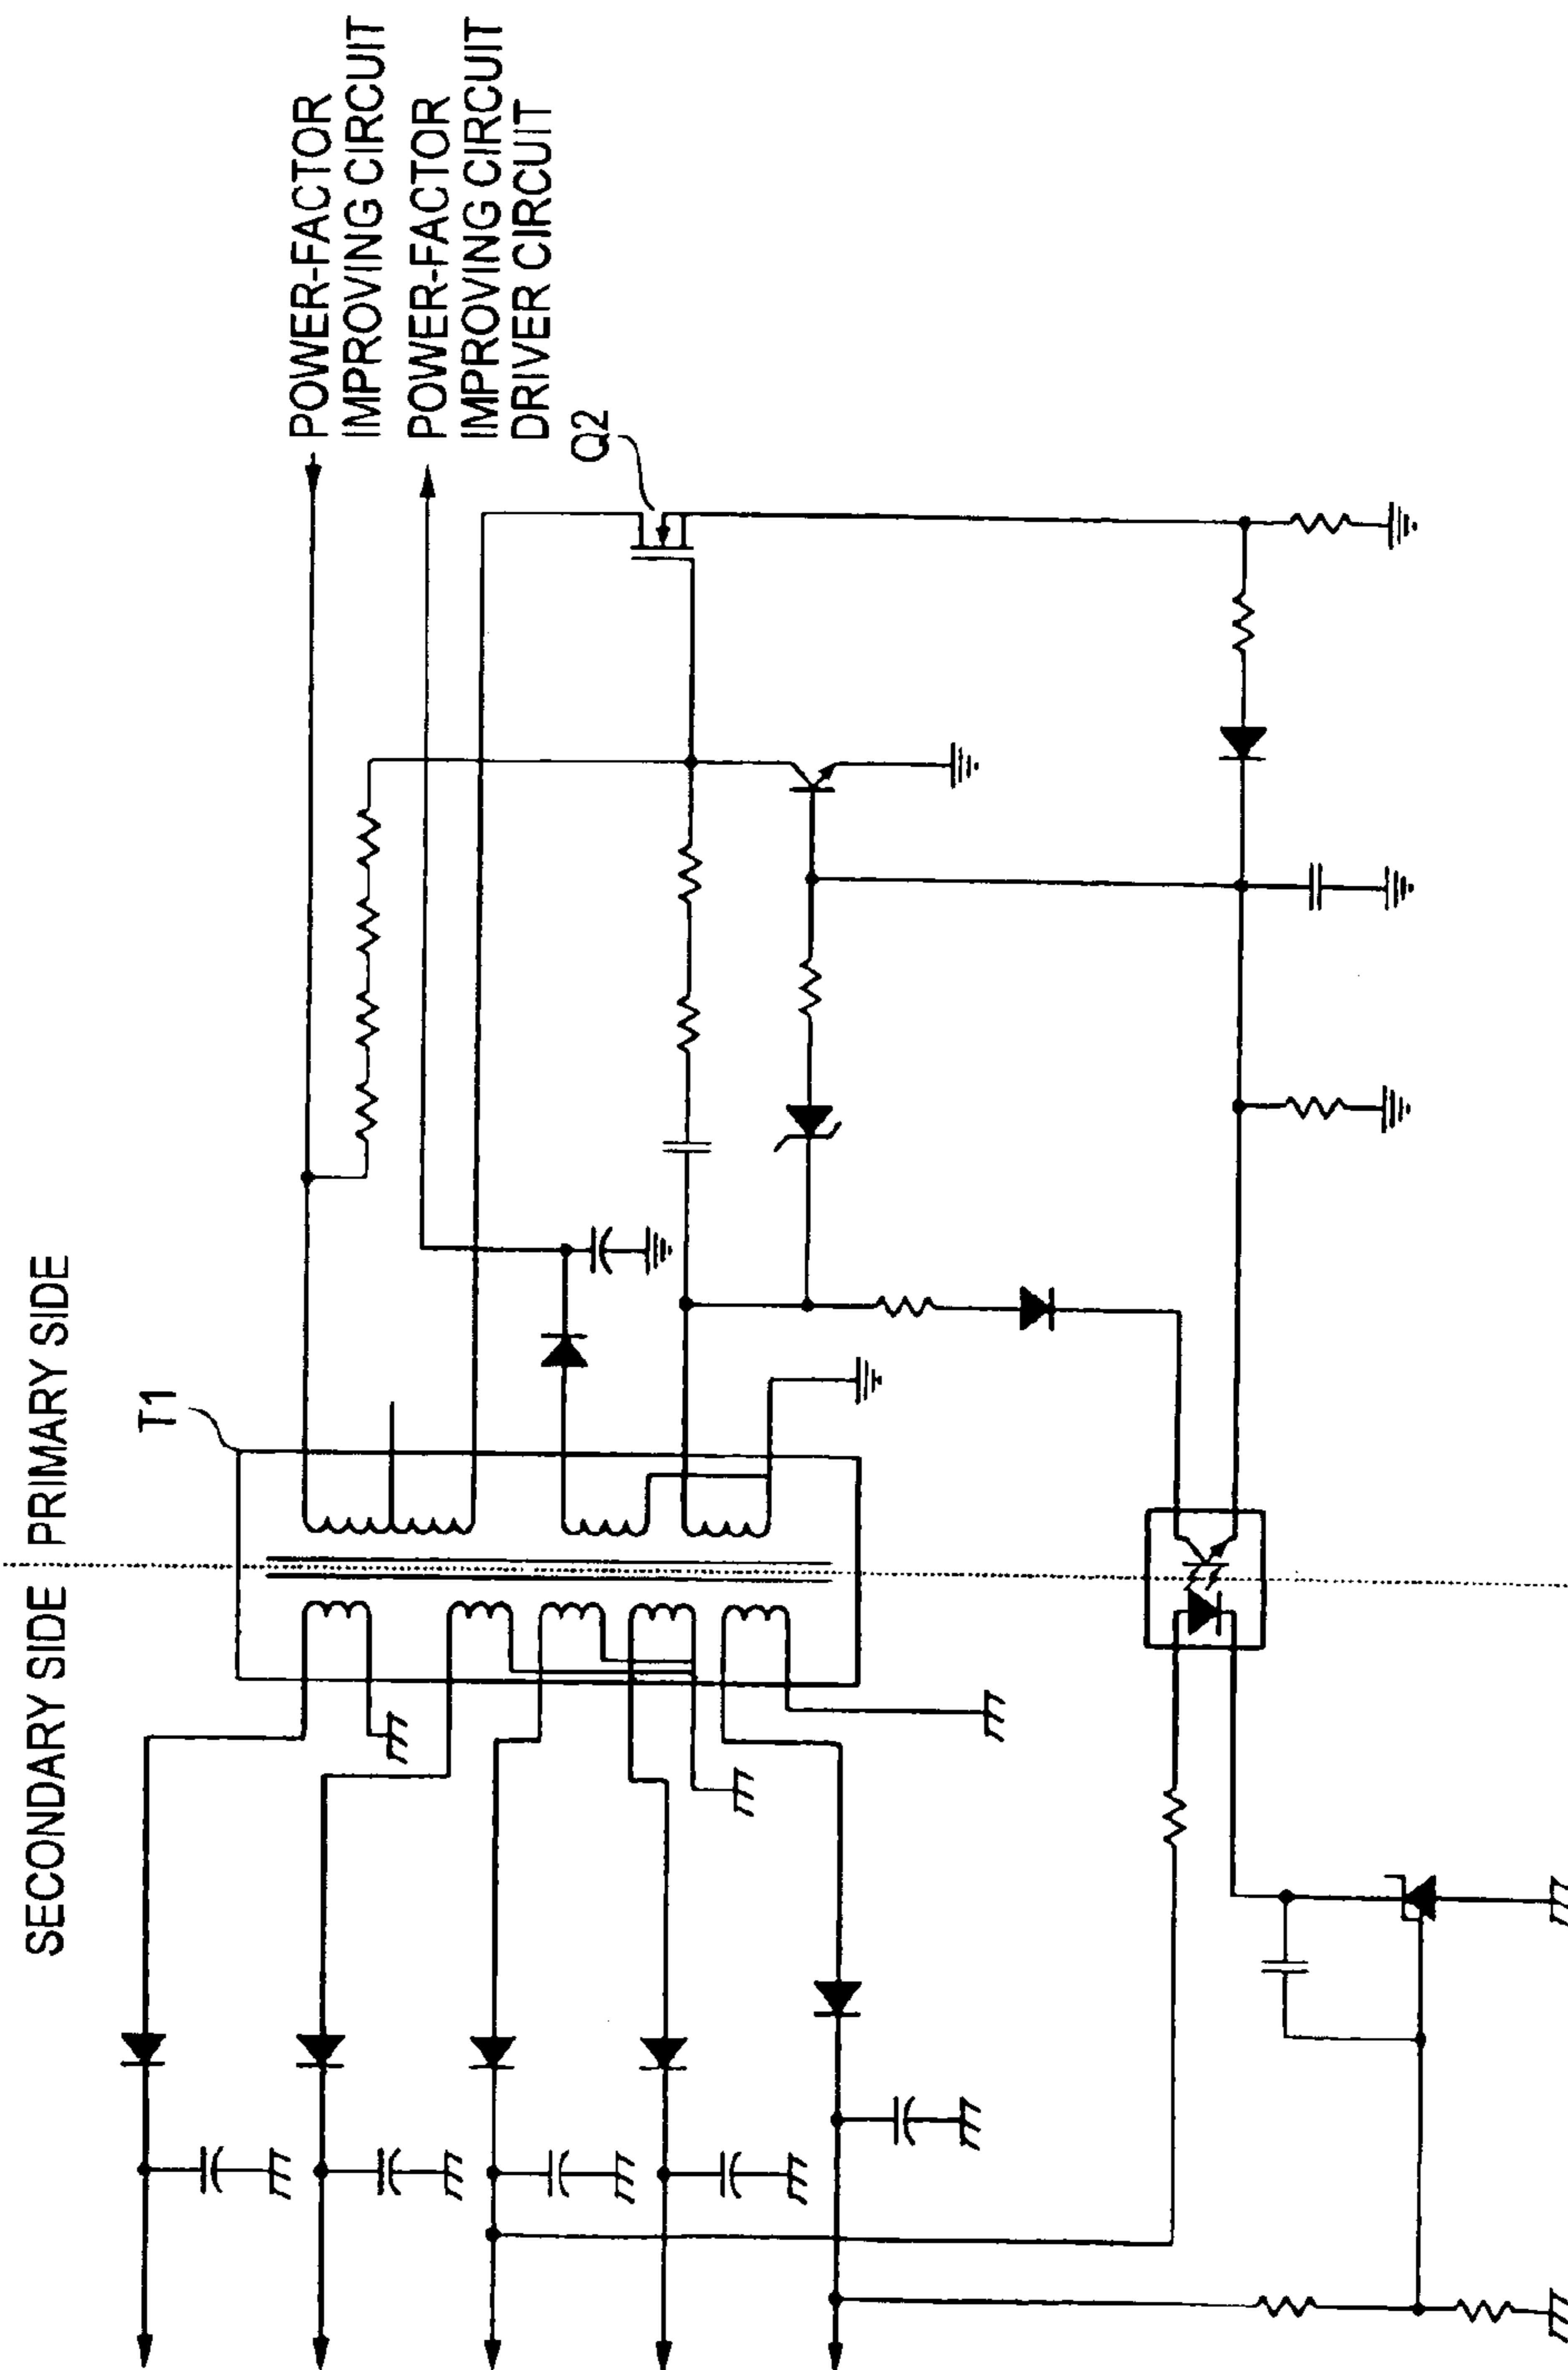 SECONDARY SIDE
PRIMARY SIDE
T1
POWER-FACTOR
IMPROVING CIRCUIT
POWER-FACTOR
IMPROVING CIRCUIT
DRIVER CIRCUIT
Q2